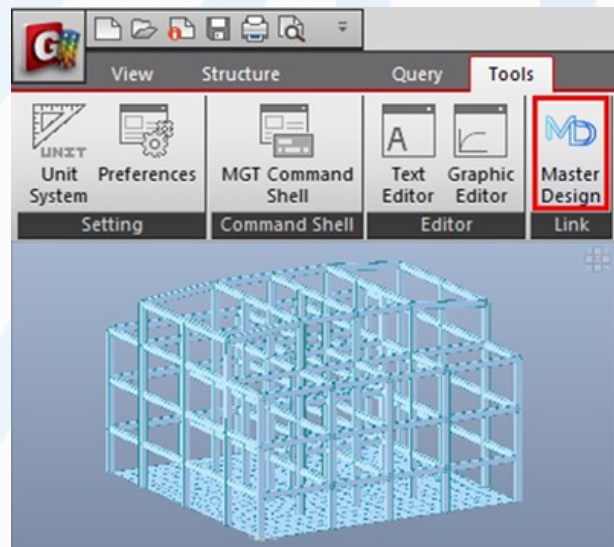 G
View Structure Query Tools
UNIT
A
MD
Unit
System
Preferences
MGT Command
Shell
Text
Editor
Graphic
Editor
Master
Design
Setting
Command Shell
Editor
Link